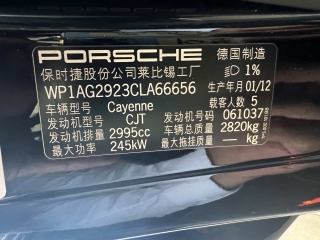 PORSCHE 德国制造
保时捷股份公司莱比锡工厂 1%
WP1AG2923CLA66656 生产年月 01/12
车辆型号 Cayenne 载客人数 5
发动机型号 CJT 发动机号码 061037
发动机排量 2995cc 最大总质量 2820kg
最大功率 245kW 最大拖挂质量 — kg